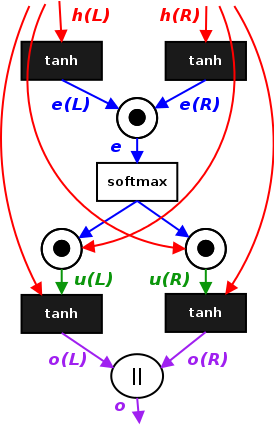 h(L) h(R)
tanh tanh
e(L) e(R)
e
softmax
u(L) u(R)
tanh tanh
o(L) o(R)
||
o